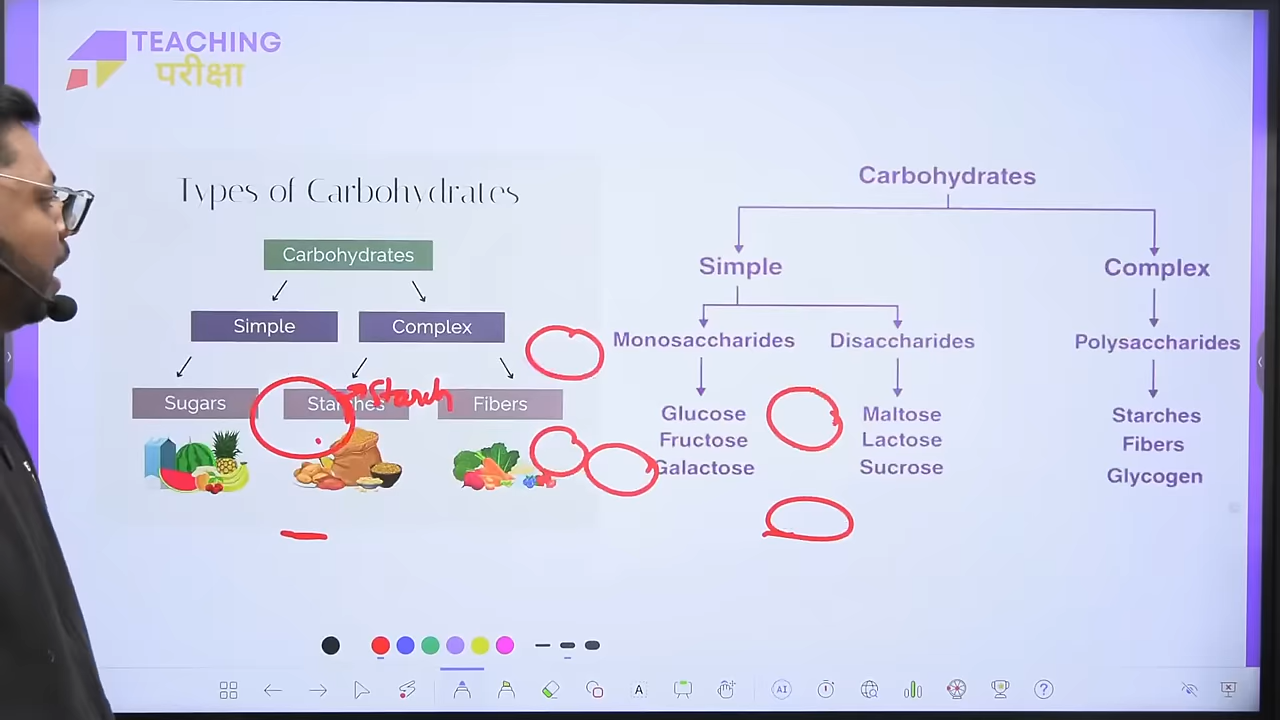 TEACHING
परीक्षा
Types of Carbohydrates
Carbohydrates
Simple
Complex
Sugars
Starches
Fibers
Starch
Carbohydrates
Simple
Complex
Monosaccharides
Disaccharides
Polysaccharides
Glucose
Fructose
Galactose
Maltose
Lactose
Sucrose
Starches
Fibers
Glycogen
A
AI
?